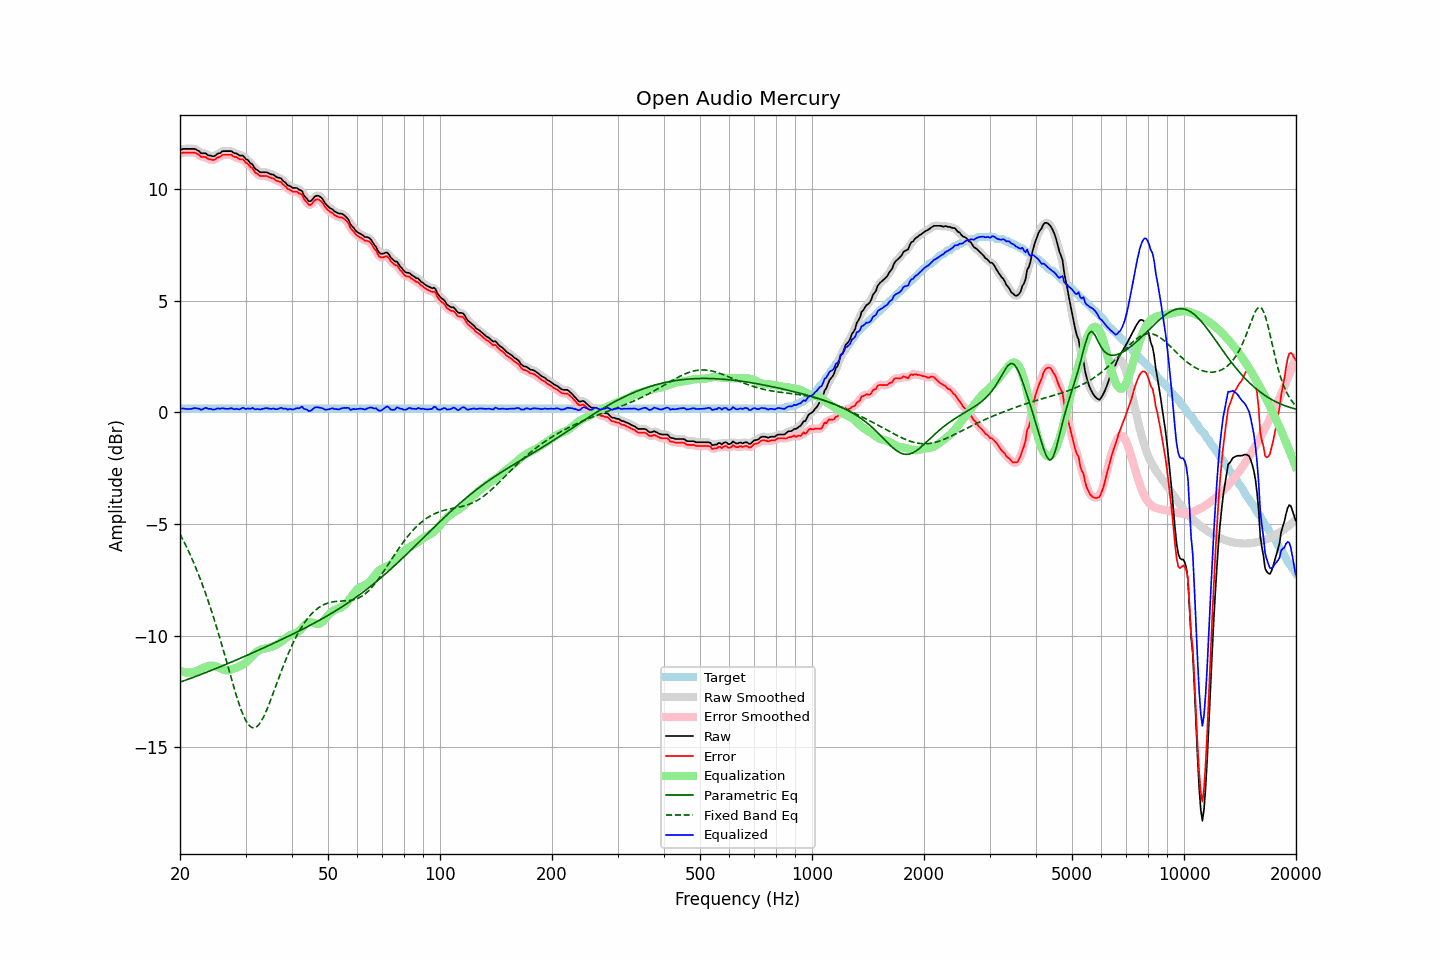 Open Audio Mercury
Amplitude (dBr)
10
5
0
−5
−10
−15
Target
Raw Smoothed
Error Smoothed
Raw
Error
Equalization
Parametric Eq
Fixed Band Eq
Equalized
20 50 100 200 500 1000 2000 5000 10000 20000
Frequency (Hz)